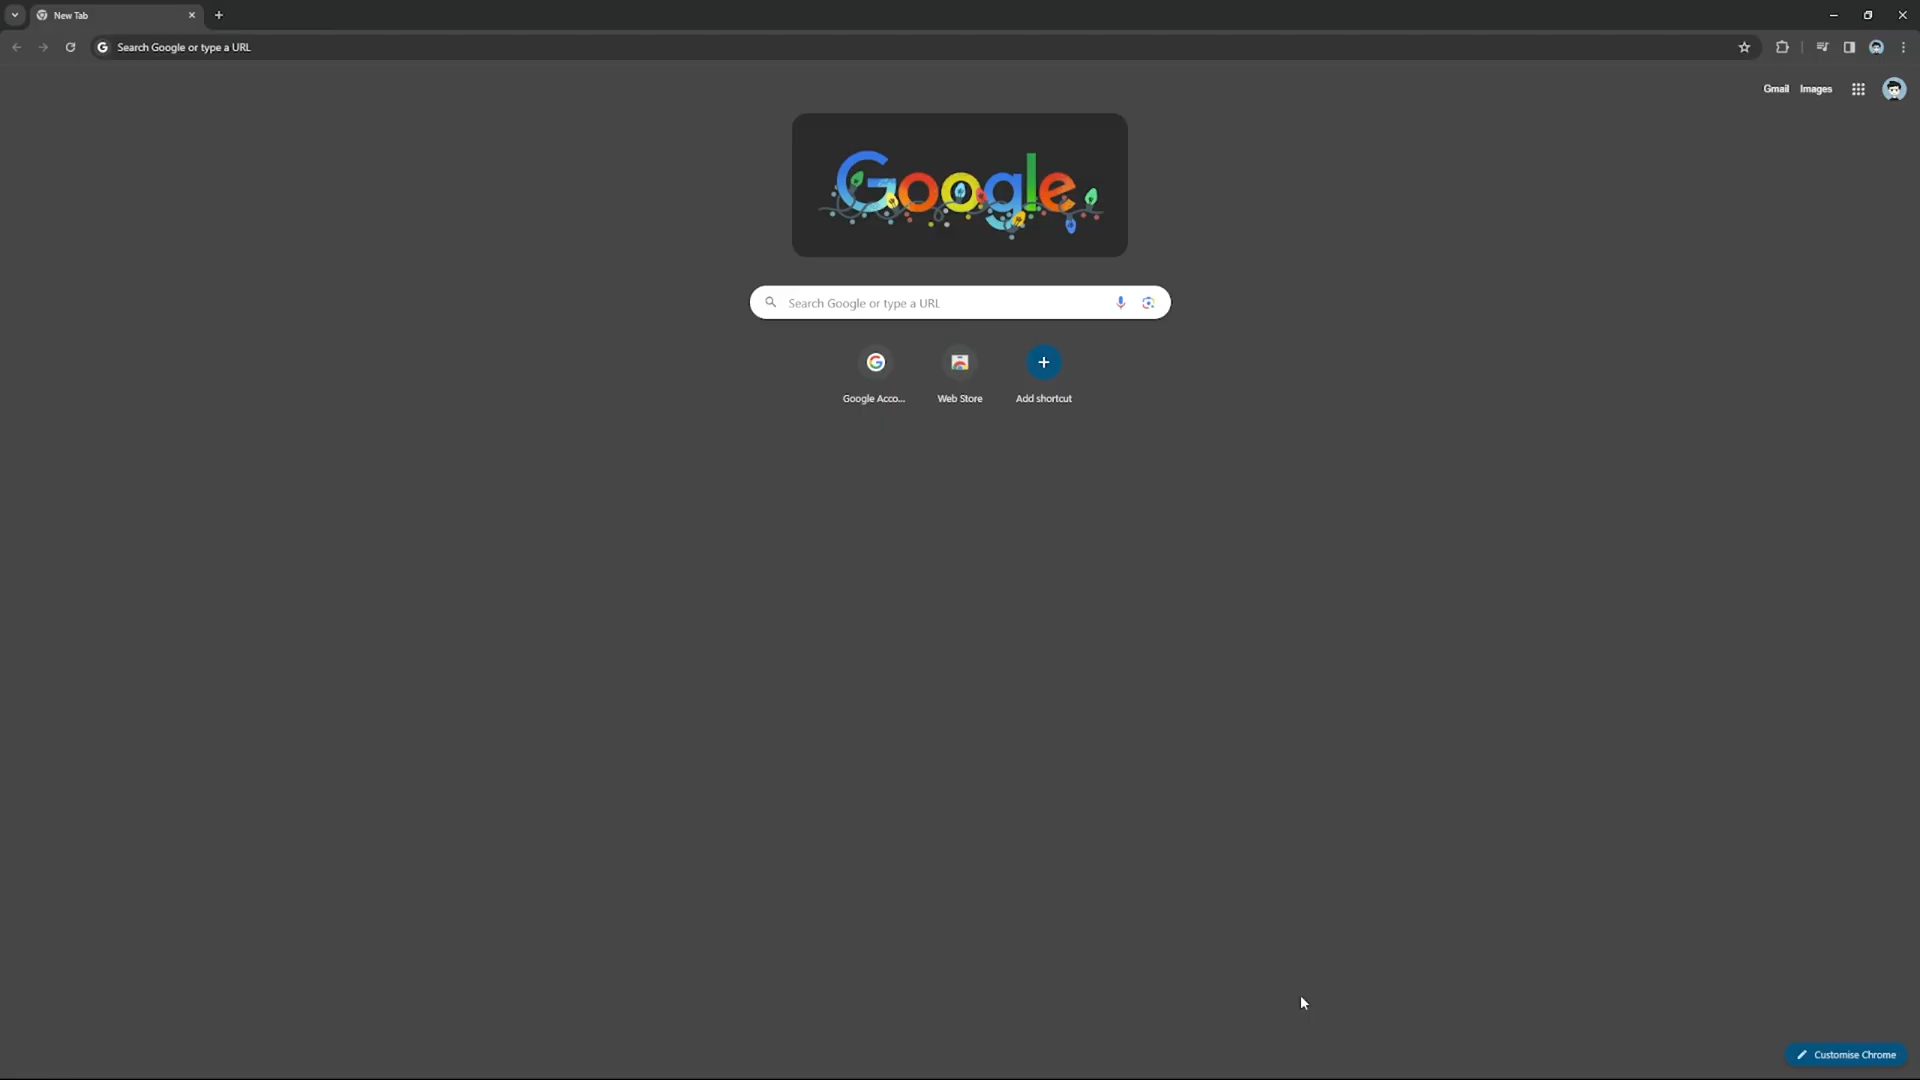 New Tab
Search Google or type a URL
Gmail Images
Google
Search Google or type a URL
Google Acco... Web Store Add shortcut
Customise Chrome